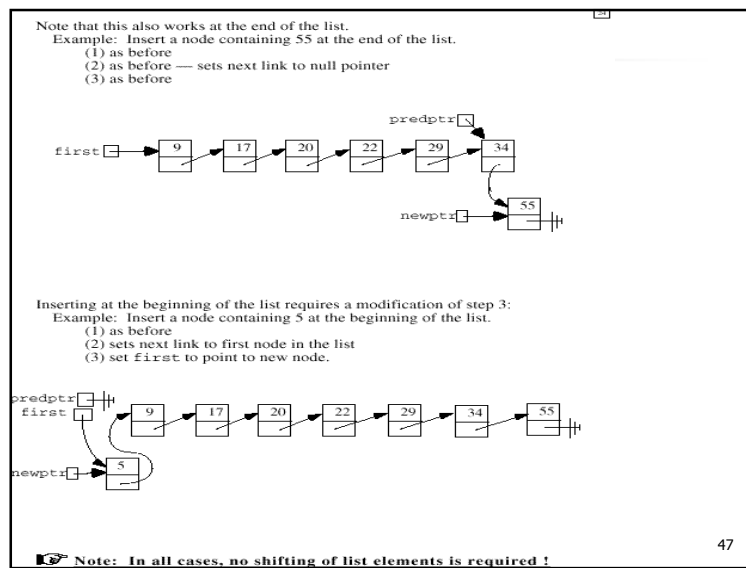 Note that this also works at the end of the list.
Example: Insert a node containing 55 at the end of the list.
(1) as before
(2) as before — sets next link to null pointer
(3) as before
predptr
first
9 17 20 22 29 34
newptr
55
Inserting at the beginning of the list requires a modification of step 3:
Example: Insert a node containing 5 at the beginning of the list.
(1) as before
(2) sets next link to first node in the list
(3) set first to point to new node.
predptr
first
9 17 20 22 29 34 55
newptr
5
47
Note: In all cases, no shifting of list elements is required !